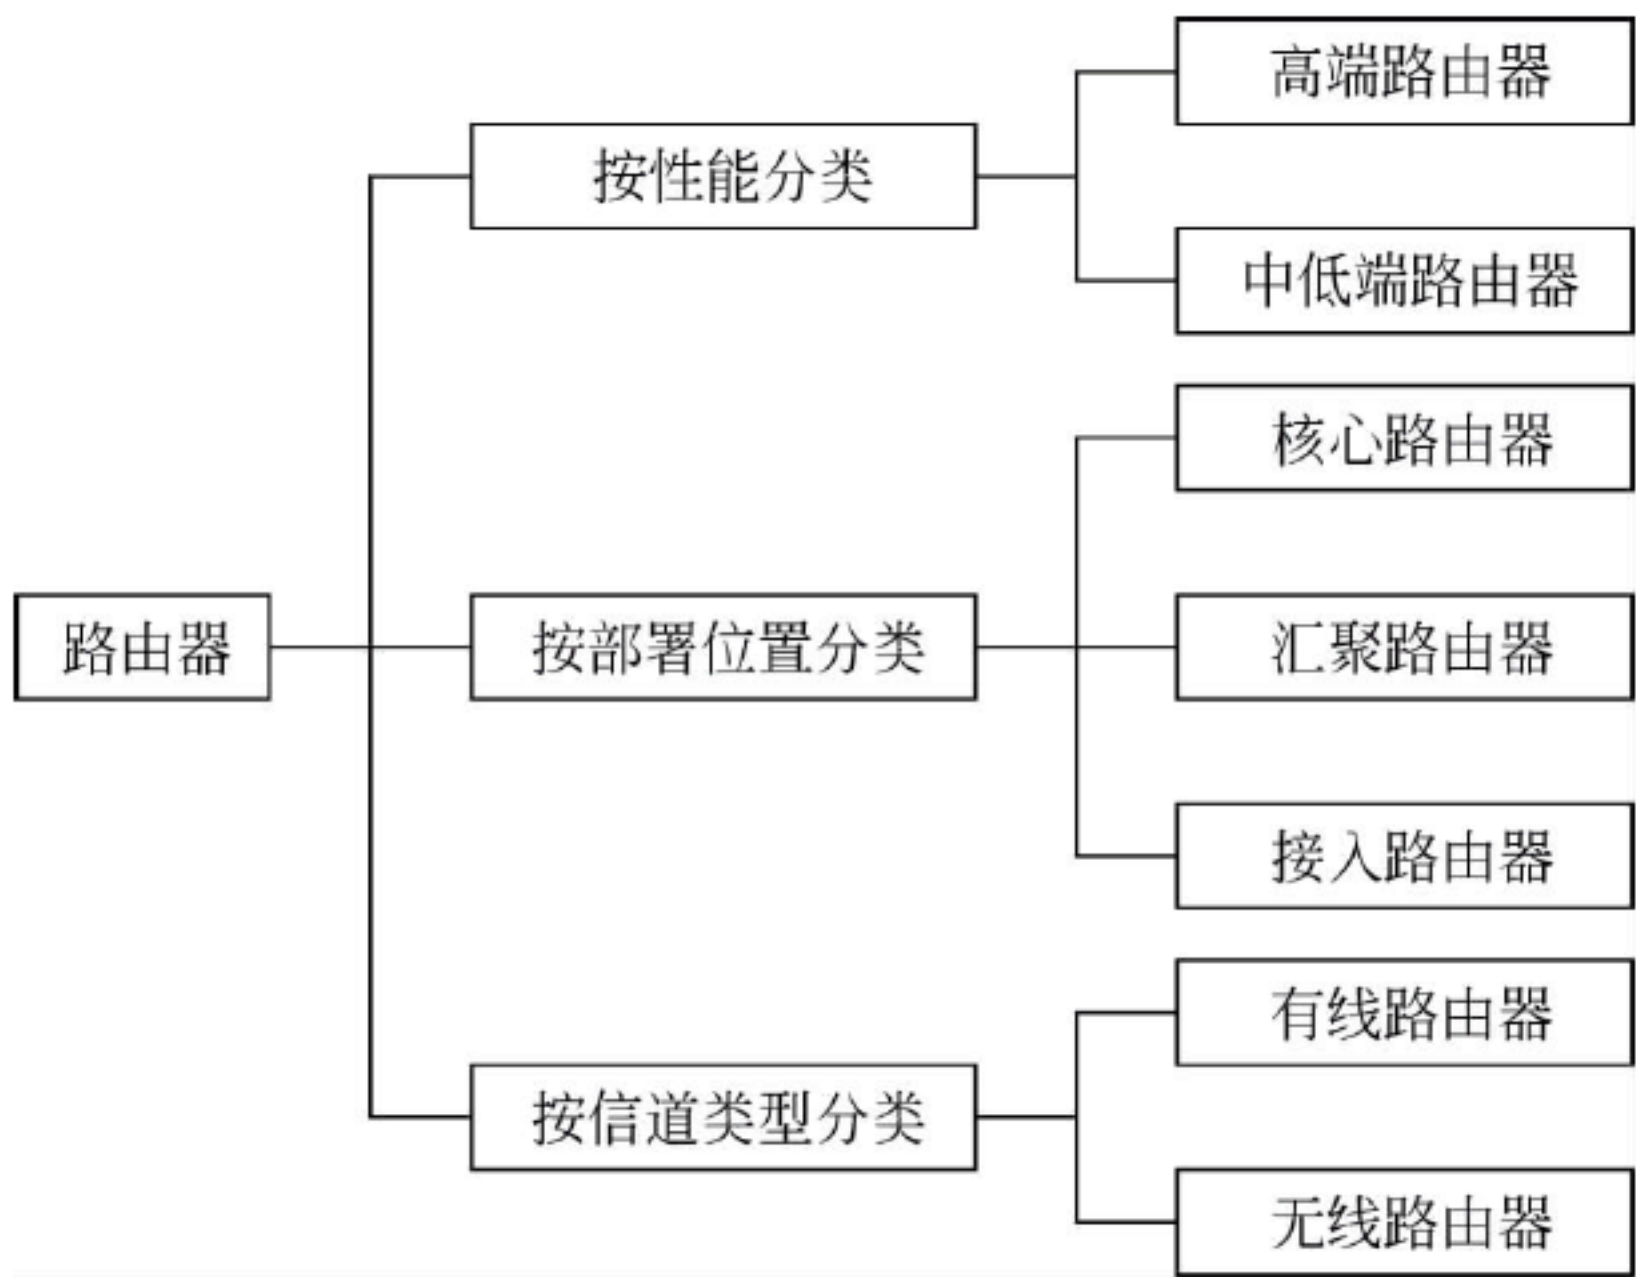 高端路由器
按性能分类
中低端路由器
核心路由器
路由器
按部署位置分类
汇聚路由器
接入路由器
有线路由器
按信道类型分类
无线路由器